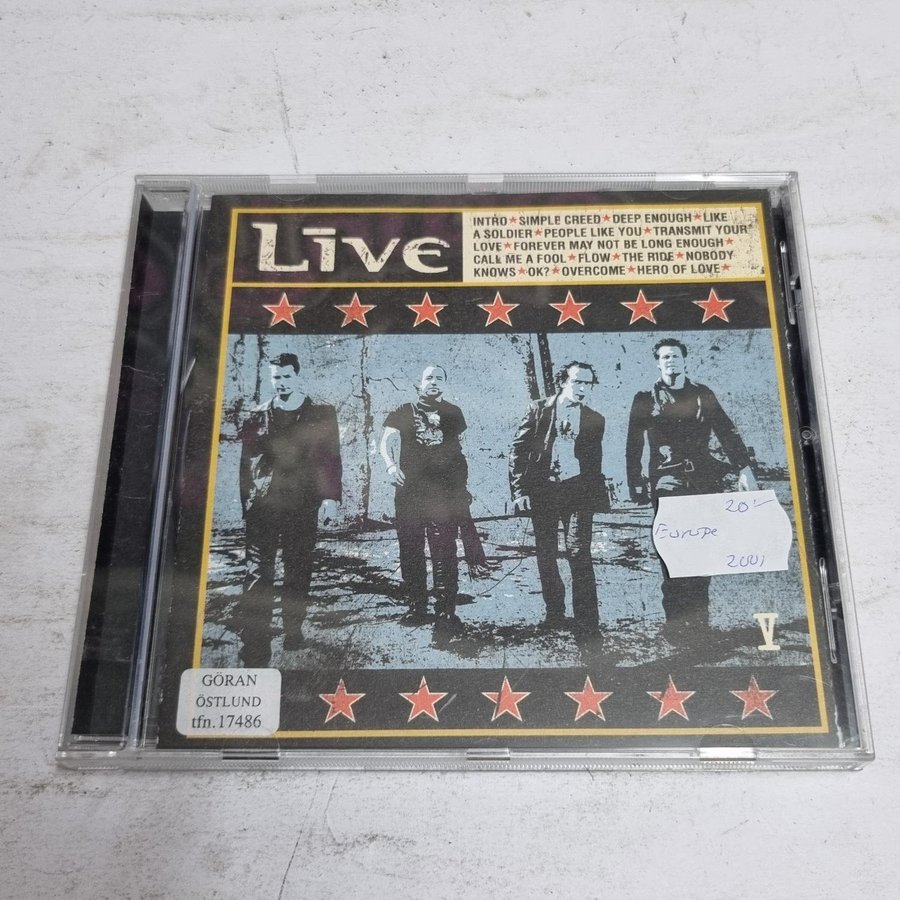 Live
INTRO★SIMPLE CREED★DEEP ENOUGH★LIKE
A SOLDIER★PEOPLE LIKE YOU★TRANSMIT YOUR
LOVE★FOREVER MAY NOT BE LONG ENOUGH★
CALL ME A FOOL★FLOW★THE RIDE★NOBODY
KNOWS★OK?★OVERCOME★HERO OF LOVE★
20:-
Europe
2001
V
GÖRAN
ÖSTLUND
tfn.17486